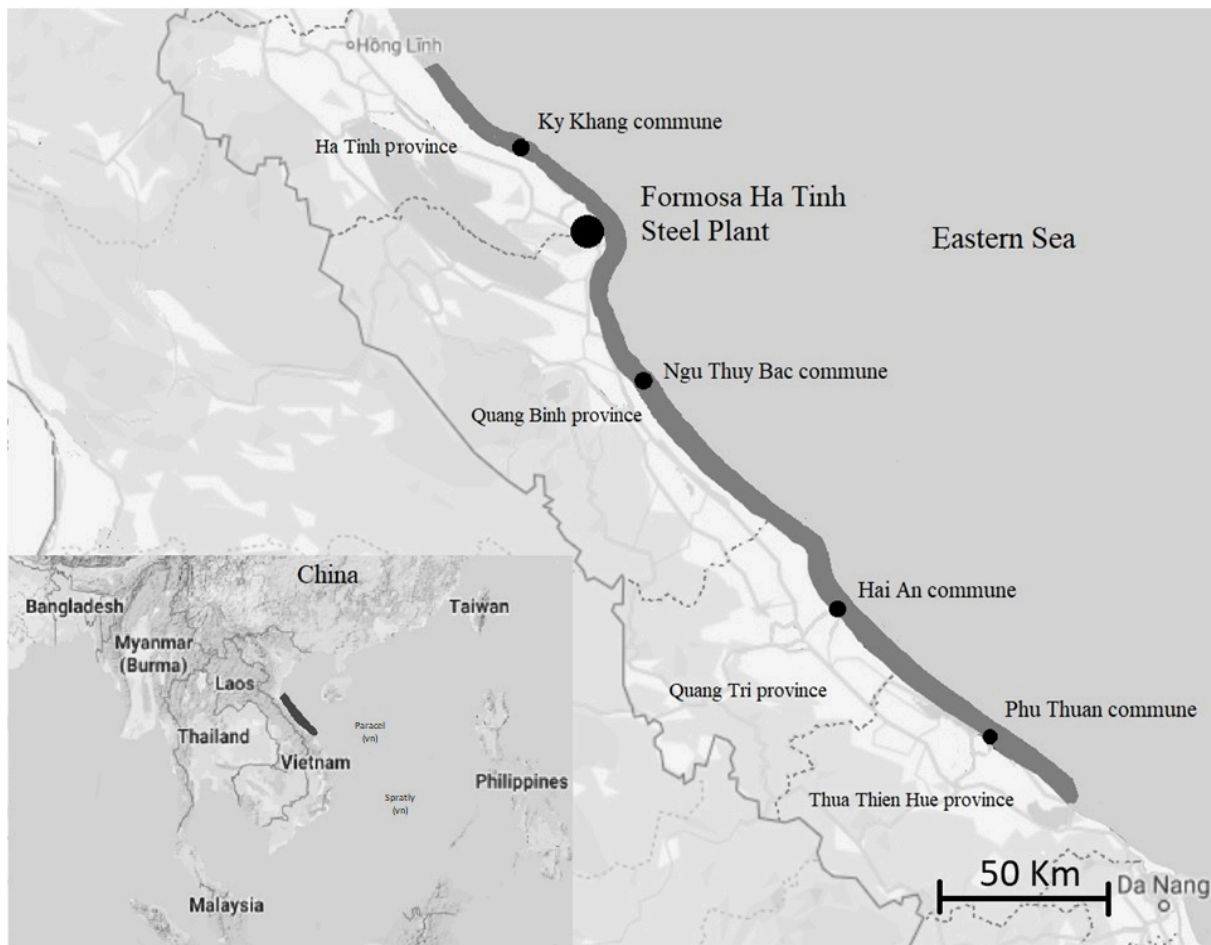 Hồng Lĩnh
Ky Khang commune
Ha Tinh province
Formosa Ha Tinh
Steel Plant
Eastern Sea
Ngu Thuy Bac commune
Quang Binh province
Hai An commune
Quang Tri province
Phu Thuan commune
Thua Thien Hue province
50 Km
Da Nang
China
Bangladesh
Taiwan
Myanmar
(Burma)
Laos
Paracel
(vn)
Thailand
Vietnam
Philippines
Spratly
(vn)
Malaysia